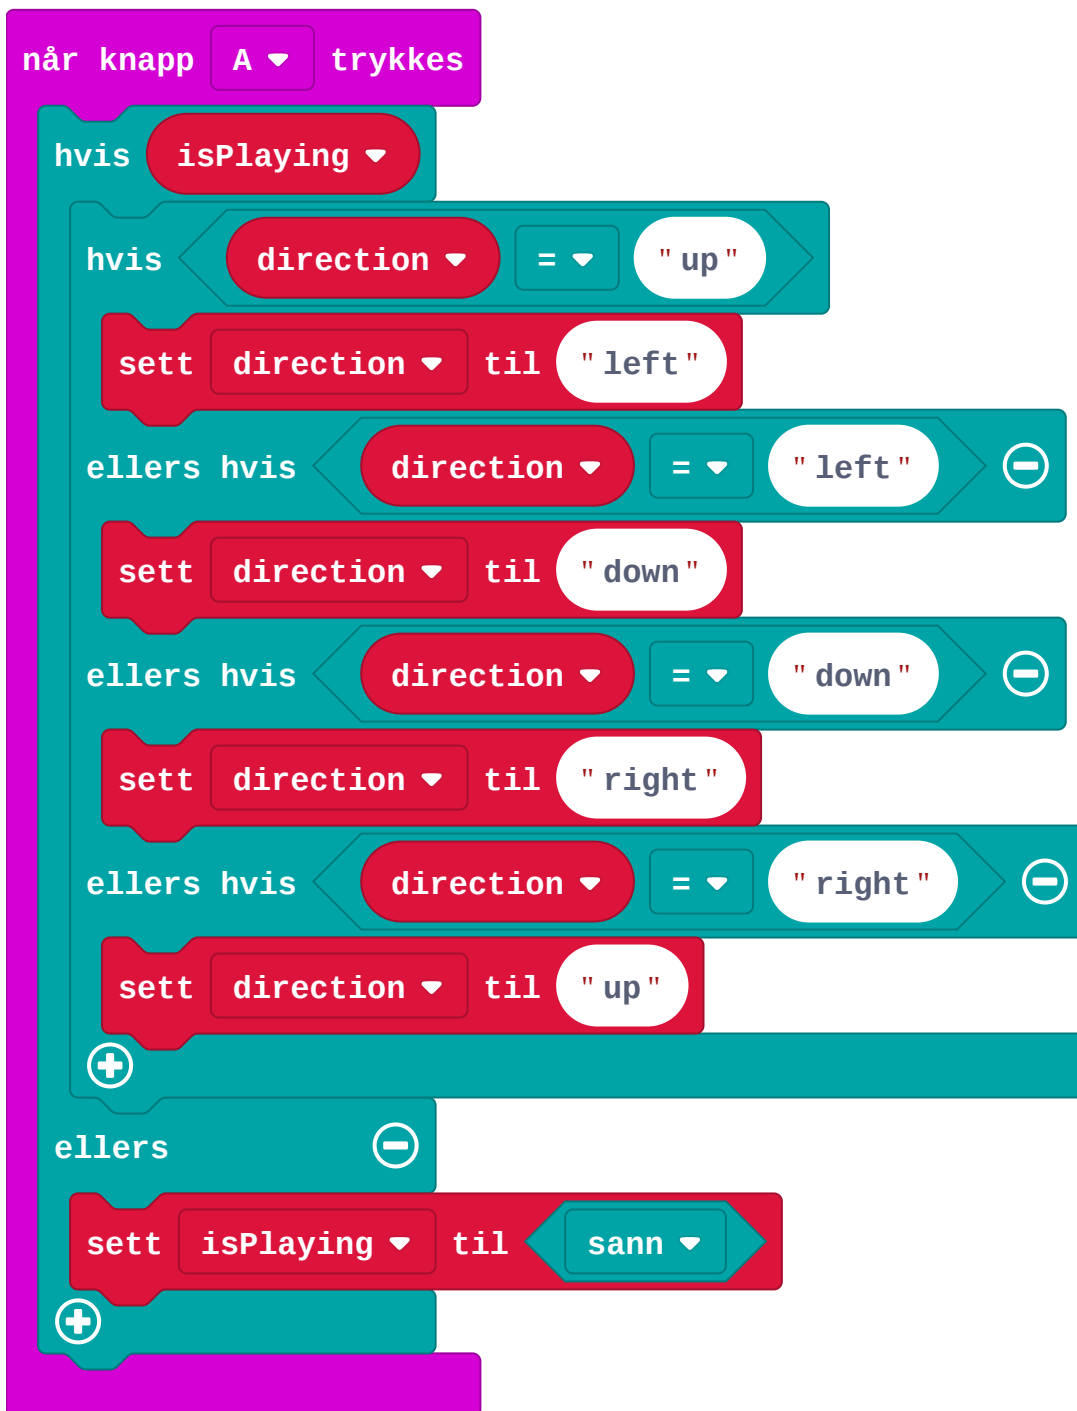 når knapp A trykkes
hvis isPlaying
hvis direction = "up"
sett direction til "left"
ellers hvis direction = "left"
sett direction til "down"
ellers hvis direction = "down"
sett direction til "right"
ellers hvis direction = "right"
sett direction til "up"
ellers
sett isPlaying til sann